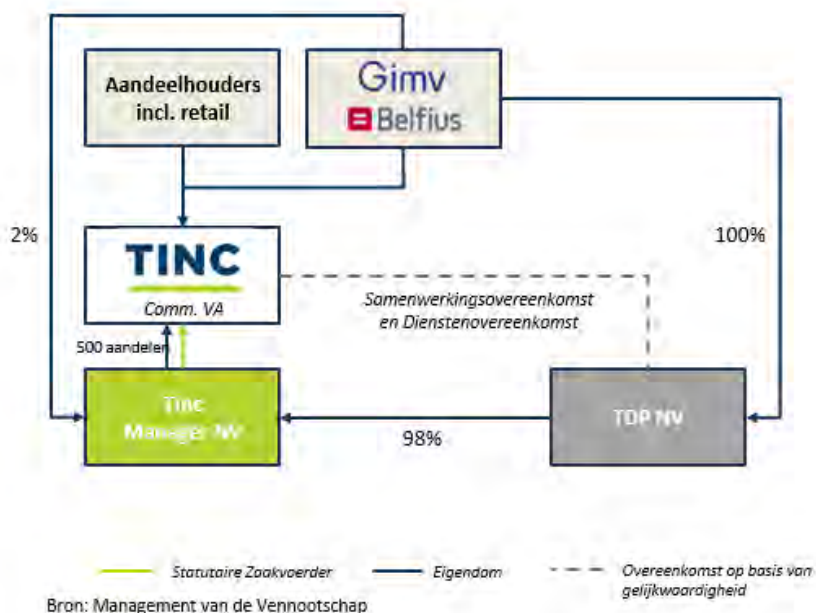 Aandeelhouders
incl. retail
Gimv
Belfius
2%
100%
TINC
Comm. VA
Samenwerkingsovereenkomst
en Dienstenovereenkomst
500 aandelen
Tinc
Manager NV
98%
TDP NV
Statutaire Zaakvoerder
Eigendom
Overeenkomst op basis van
gelijkwaardigheid
Bron: Management van de Vennootschap